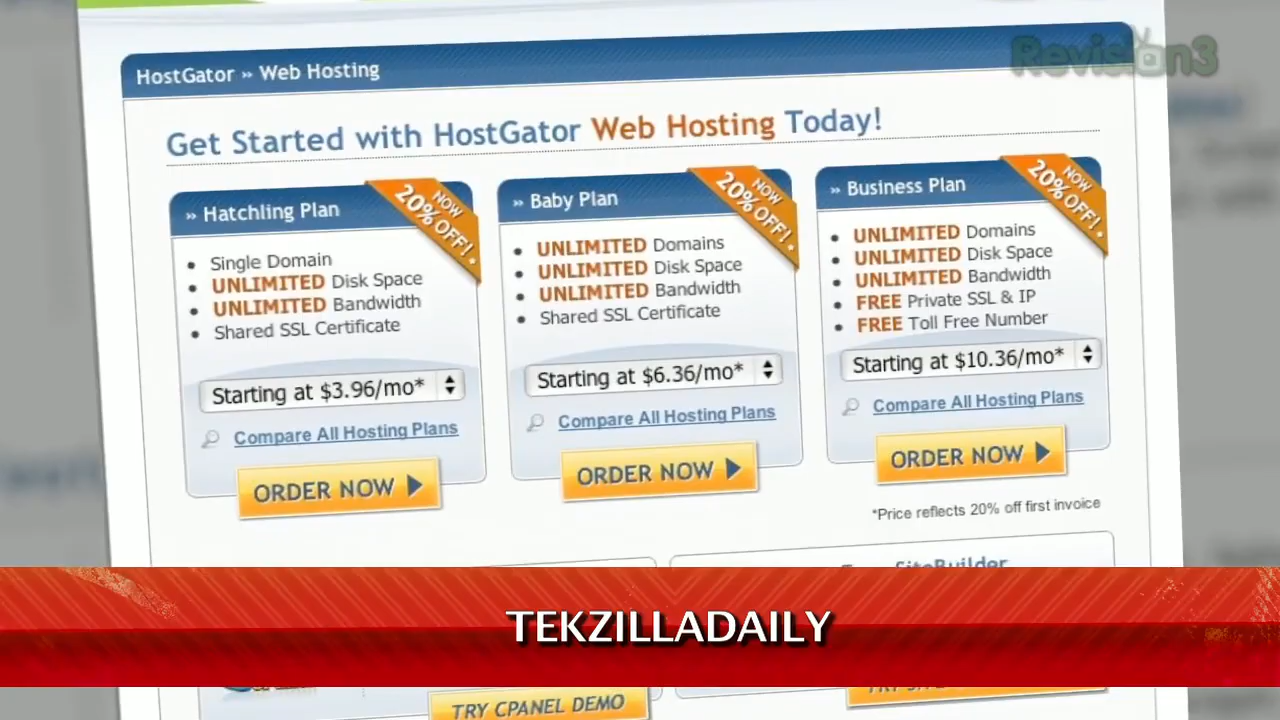 Revision3
HostGator » Web Hosting
Get Started with HostGator Web Hosting Today!
» Hatchling Plan
NOW
20% OFF!
Single Domain
UNLIMITED Disk Space
UNLIMITED Bandwidth
Shared SSL Certificate
Starting at $3.96/mo*
Compare All Hosting Plans
ORDER NOW
» Baby Plan
NOW
20% OFF!
UNLIMITED Domains
UNLIMITED Disk Space
UNLIMITED Bandwidth
Shared SSL Certificate
Starting at $6.36/mo*
Compare All Hosting Plans
ORDER NOW
» Business Plan
NOW
20% OFF!
UNLIMITED Domains
UNLIMITED Disk Space
UNLIMITED Bandwidth
FREE Private SSL & IP
FREE Toll Free Number
Starting at $10.36/mo*
Compare All Hosting Plans
ORDER NOW
*Price reflects 20% off first invoice
SiteBuilder
TEKZILLADAILY
TRY CPANEL DEMO
TRY